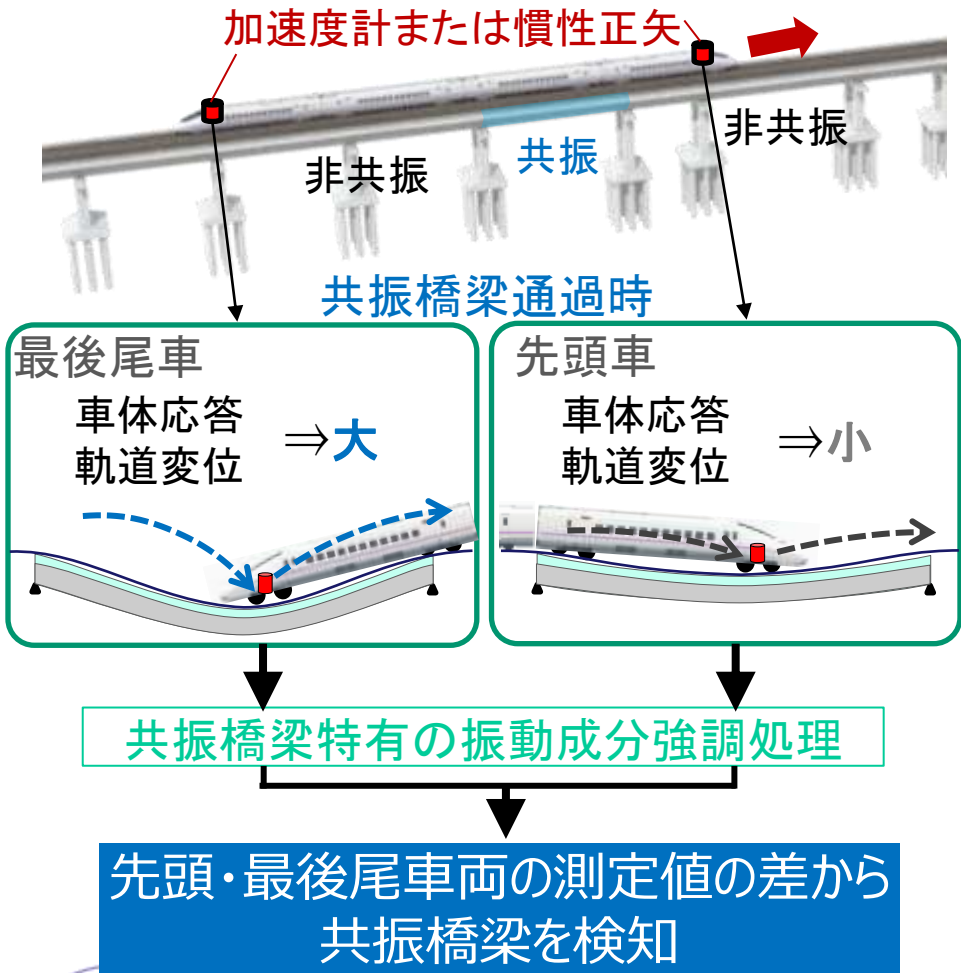 加速度計または慣性正矢
非共振
共振
非共振
共振橋梁通過時
最後尾車
車体応答
軌道変位
⇒大
先頭車
車体応答
軌道変位
⇒小
共振橋梁特有の振動成分強調処理
先頭・最後尾車両の測定値の差から
共振橋梁を検知